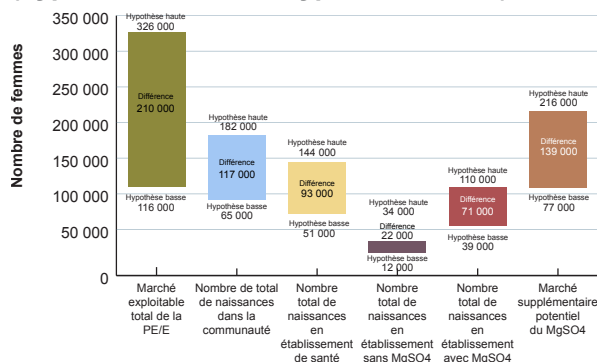 Nombre de femmes
350 000
300 000
250 000
200 000
150 000
100 000
50 000
0
Hypothèse haute
326 000
Différence
210 000
Hypothèse basse
116 000
Hypothèse haute
182 000
Différence
117 000
Hypothèse basse
65 000
Hypothèse haute
144 000
Différence
93 000
Hypothèse basse
51 000
Hypothèse haute
34 000
Différence
22 000
Hypothèse basse
12 000
Hypothèse haute
110 000
Différence
71 000
Hypothèse basse
39 000
Hypothèse haute
216 000
Différence
139 000
Hypothèse basse
77 000
Marché
exploitable
total de la
PE/E
Nombre de total
de naissances
dans la
communauté
Nombre
total de
naissances
en
établissement
de santé
Nombre
total de
naissances
en
établissement
sans MgSO4
Nombre
total de
naissances
en
établissement
avec MgSO4
Marché
supplémentaire
potentiel
du MgSO4